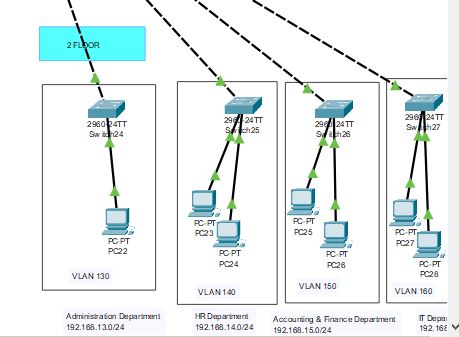 2 FLOOR
2960-24TT
Switch24
2960-24TT
Switch25
2960-24TT
Switch26
2960-24TT
Switch27
PC-PT
PC22
PC-PT
PC23
PC-PT
PC24
PC-PT
PC25
PC-PT
PC26
PC-PT
PC27
PC-PT
PC28
VLAN 130
VLAN 140
VLAN 150
VLAN 160
Administration Department
192.168.13.0/24
HR Department
192.168.14.0/24
Accounting & Finance Department
192.168.15.0/24
IT Depar
192.168